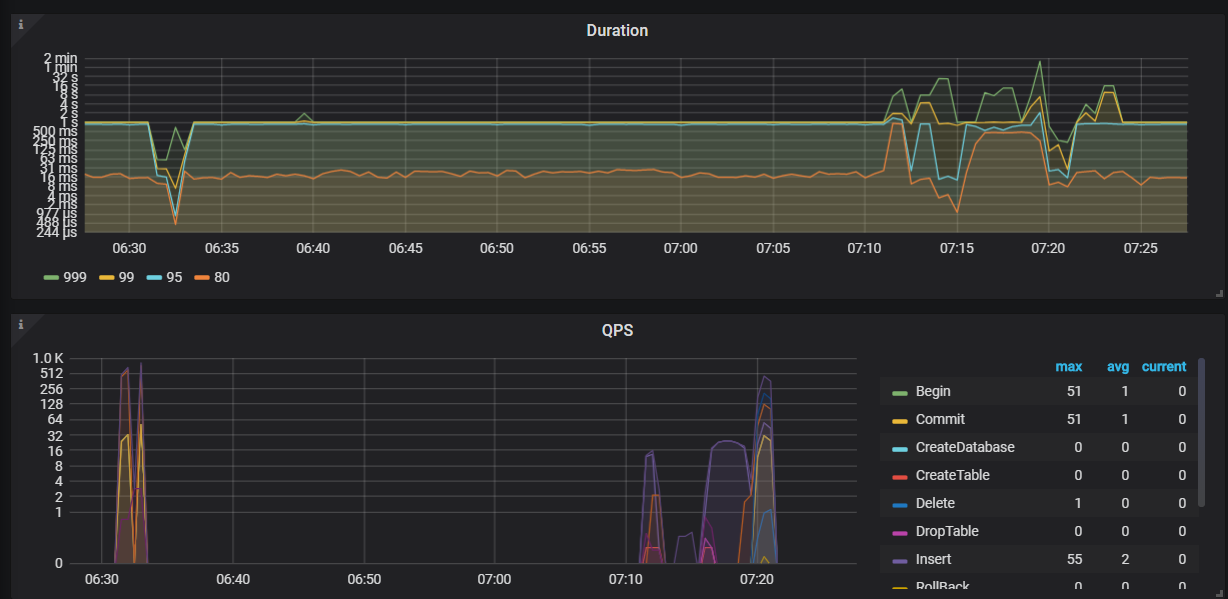 i
Duration
2 min
1 min
32 s
16 s
8 s
4 s
2 s
1 s
500 ms
250 ms
125 ms
63 ms
31 ms
16 ms
8 ms
4 ms
2 ms
977 µs
488 µs
244 µs
06:30 06:35 06:40 06:45 06:50 06:55 07:00 07:05 07:10 07:15 07:20 07:25
999 99 95 80
i
QPS
1.0 K
512
256
128
64
32
16
8
4
2
1
0
06:30 06:40 06:50 07:00 07:10 07:20
max avg current
Begin 51 1 0
Commit 51 1 0
CreateDatabase 0 0 0
CreateTable 0 0 0
Delete 1 0 0
DropTable 0 0 0
Insert 55 2 0
RollBack 0 0 0